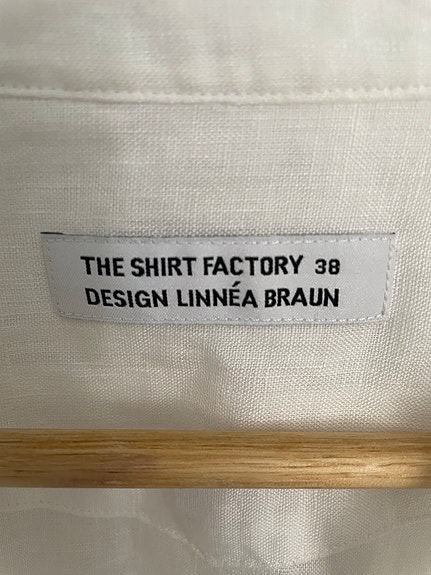 THE SHIRT FACTORY 38
DESIGN LINNÉA BRAUN